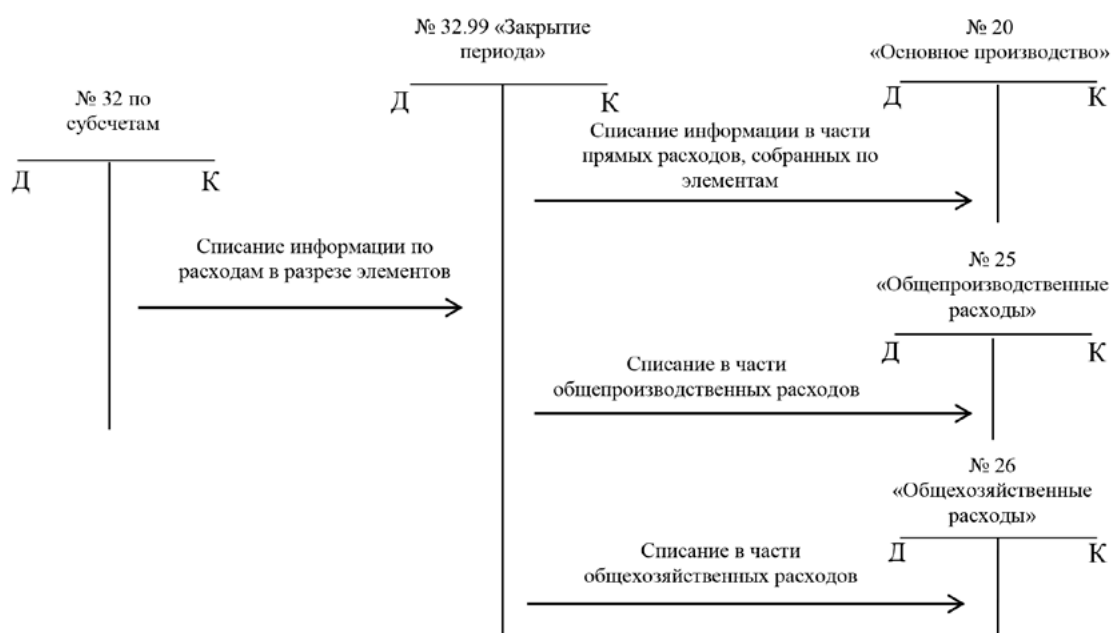 № 32 по
субсчетам
Д К
Списание информации по
расходам в разрезе элементов
№ 32.99 «Закрытие
периода»
Д К
Списание информации в части
прямых расходов, собранных по
элементам
Списание в части
общепроизводственных расходов
Списание в части
общехозяйственных расходов
№ 20
«Основное производство»
Д К
№ 25
«Общепроизводственные
расходы»
Д К
№ 26
«Общехозяйственные
расходы»
Д К